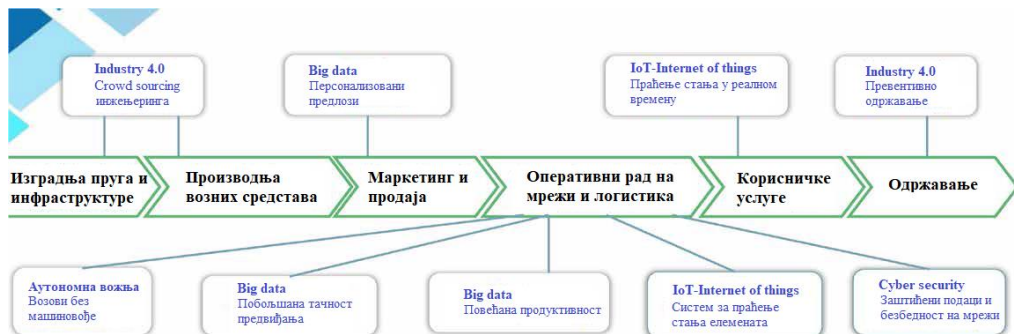 Industry 4.0
Crowd sourcing
инжењеринга
Big data
Персонализовани
предлози
IoT-Internet of things
Праћење стања у реалном
времену
Industry 4.0
Превентивно
одржавање
Изградња пруга и
инфраструктуре
Производња
возних средстава
Маркетинг и
продаја
Оперативни рад на
мрежи и логистика
Корисничке
услуге
Одржавање
Аутономна вожња
Возови без
машиновође
Big data
Побољшана тачност
предвиђања
Big data
Повећана продуктивност
IoT-Internet of things
Систем за праћење
стања елемената
Cyber security
Заштићени подаци и
безбедност на мрежи